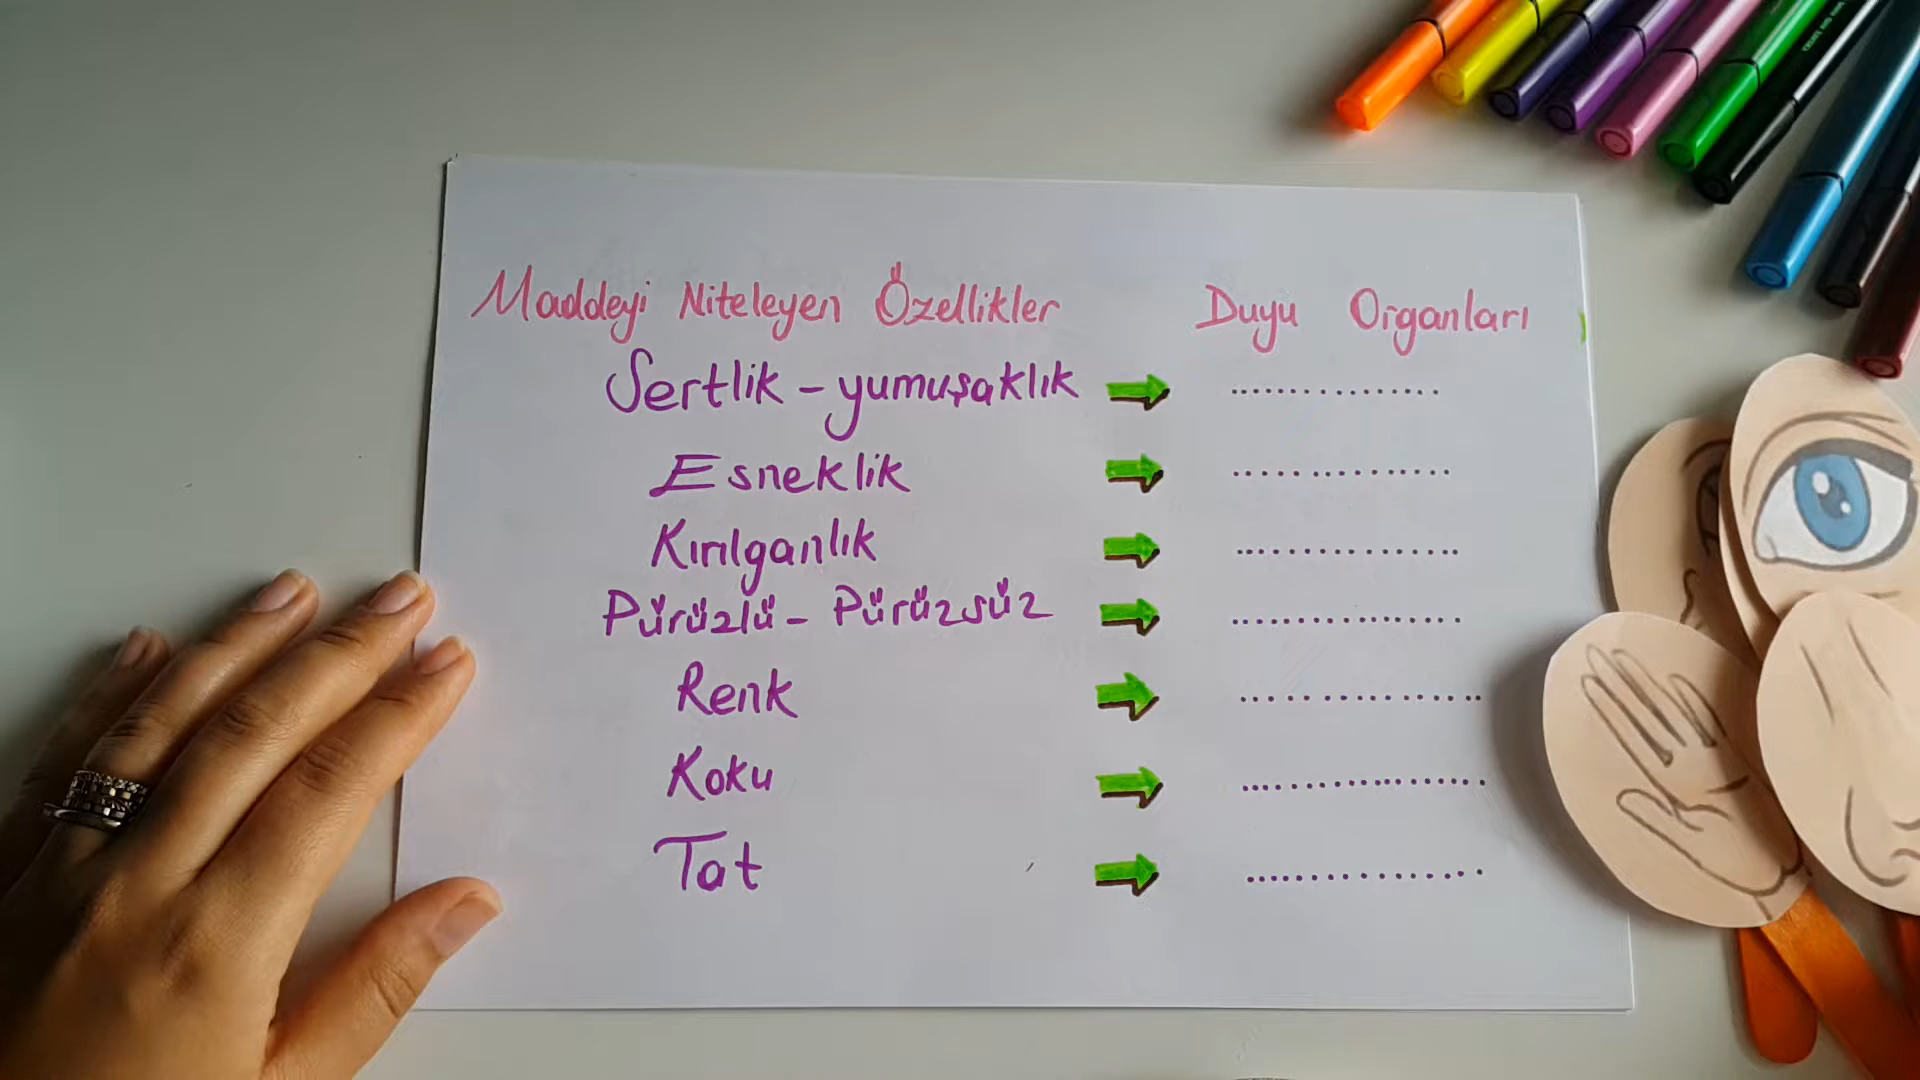 Maddeyi Niteleyen Özellikler Duyu Organları
Sertlik - yumuşaklık ...............
Esneklik ...............
Kırılganlık ...............
Pürüzlü - Pürüzsüz ...............
Renk ...............
Koku ...............
Tat ...............